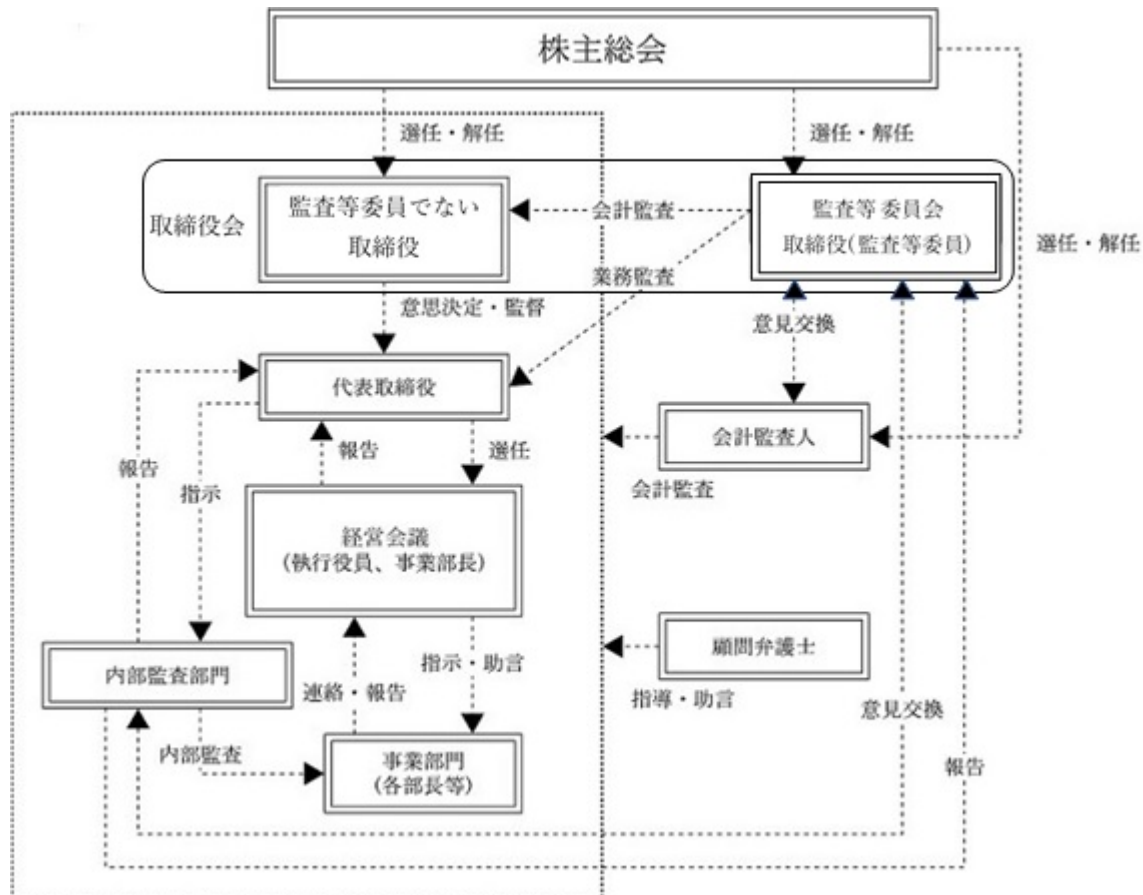 株主総会
選任・解任
選任・解任
取締役会
監査等委員でない
取締役
会計監査
監査等委員会
取締役(監査等委員)
選任・解任
業務監査
意思決定・監督
意見交換
代表取締役
会計監査人
報告
選任
報告
指示
会計監査
経営会議
(執行役員、事業部長)
顧問弁護士
指示・助言
内部監査部門
連絡・報告
指導・助言
意見交換
内部監査
事業部門
(各部長等)
報告